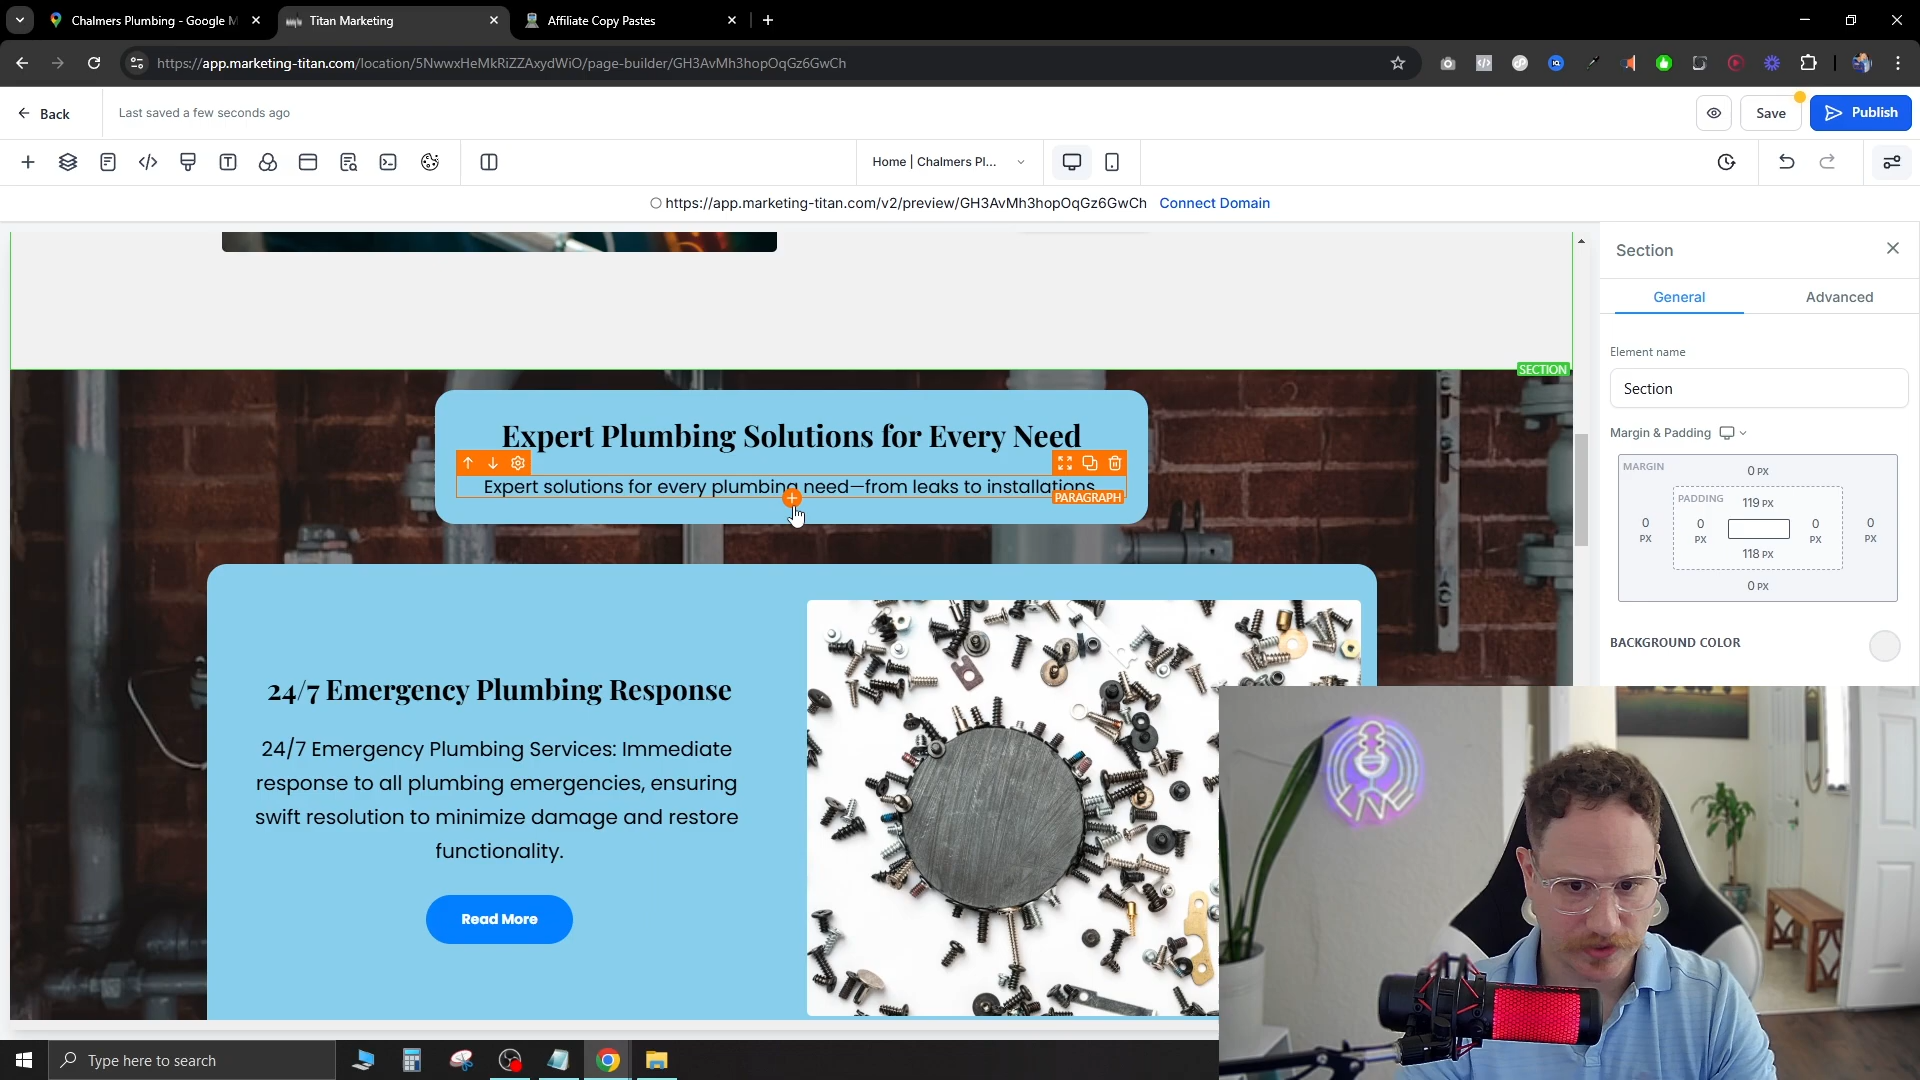 Chalmers Plumbing - Google M
Titan Marketing
Affiliate Copy Pastes
https://app.marketing-titan.com/location/5NwwxHeMkRiZZAxydWiO/page-builder/GH3AvMh3hopOqGz6GwCh
Back
Last saved a few seconds ago
Save
Publish
Home | Chalmers Pl...
https://app.marketing-titan.com/v2/preview/GH3AvMh3hopOqGz6GwCh Connect Domain
Section
General
Advanced
Element name
Section
Margin & Padding
MARGIN
0 PX
PADDING
119 PX
0 PX
0 PX
0 PX
0 PX
118 PX
0 PX
BACKGROUND COLOR
SECTION
Expert Plumbing Solutions for Every Need
Expert solutions for every plumbing need—from leaks to installations
PARAGRAPH
24/7 Emergency Plumbing Response
24/7 Emergency Plumbing Services: Immediate
response to all plumbing emergencies, ensuring
swift resolution to minimize damage and restore
functionality.
Read More
Type here to search